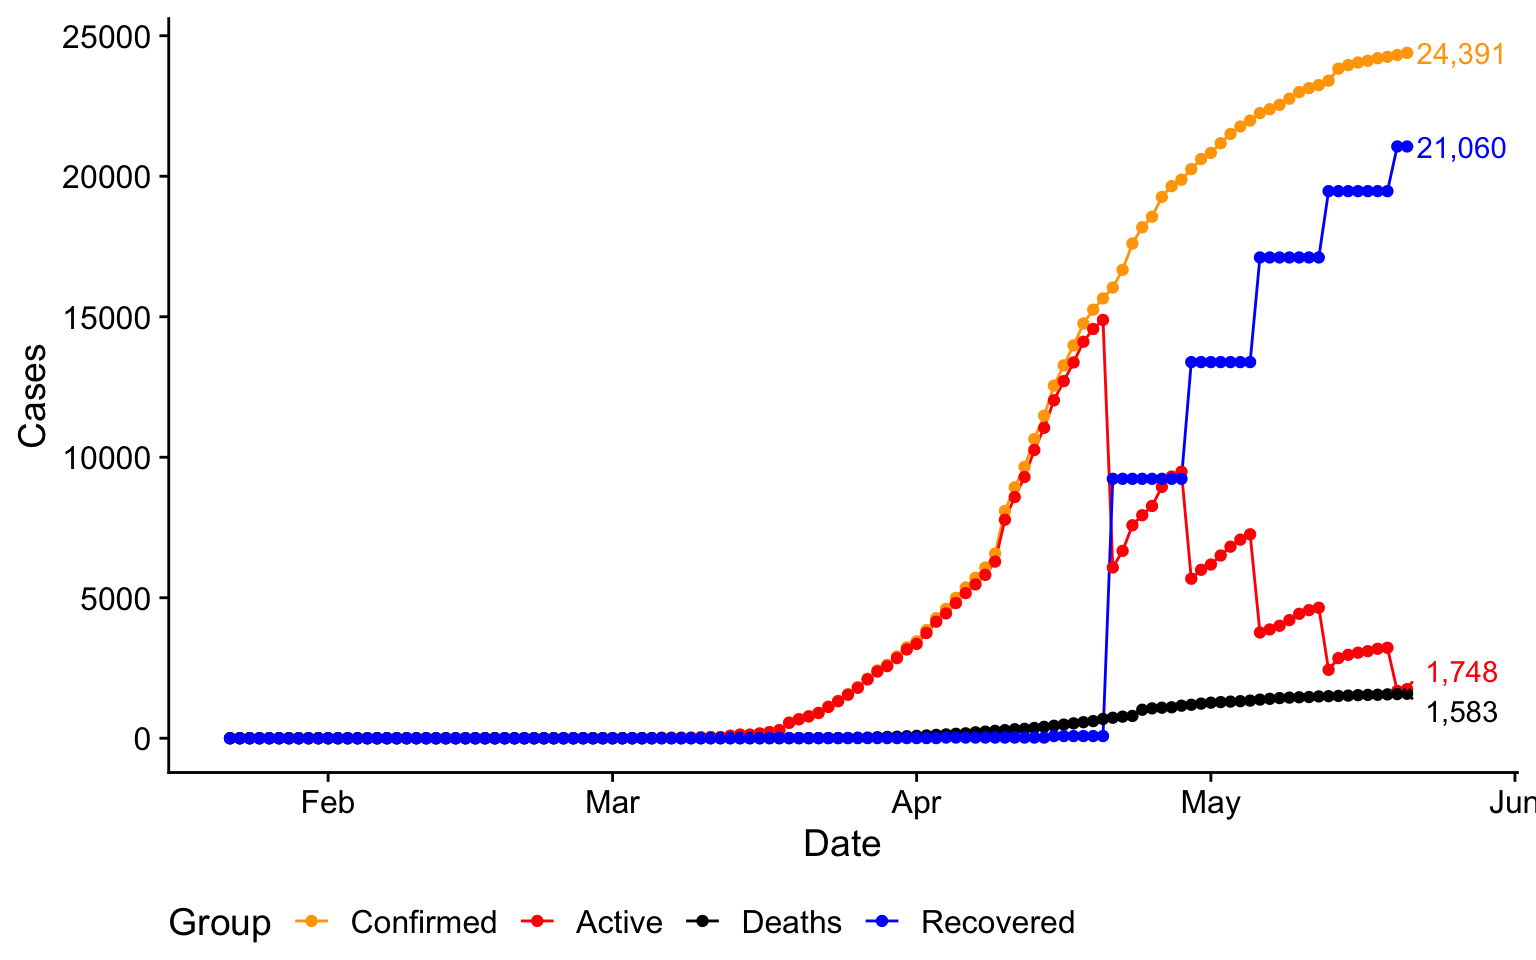 25000
24,391
21,060
20000
15000
Cases
10000
5000
1,748
1,583
0
Feb Mar Apr May Jun
Date
Group Confirmed Active Deaths Recovered